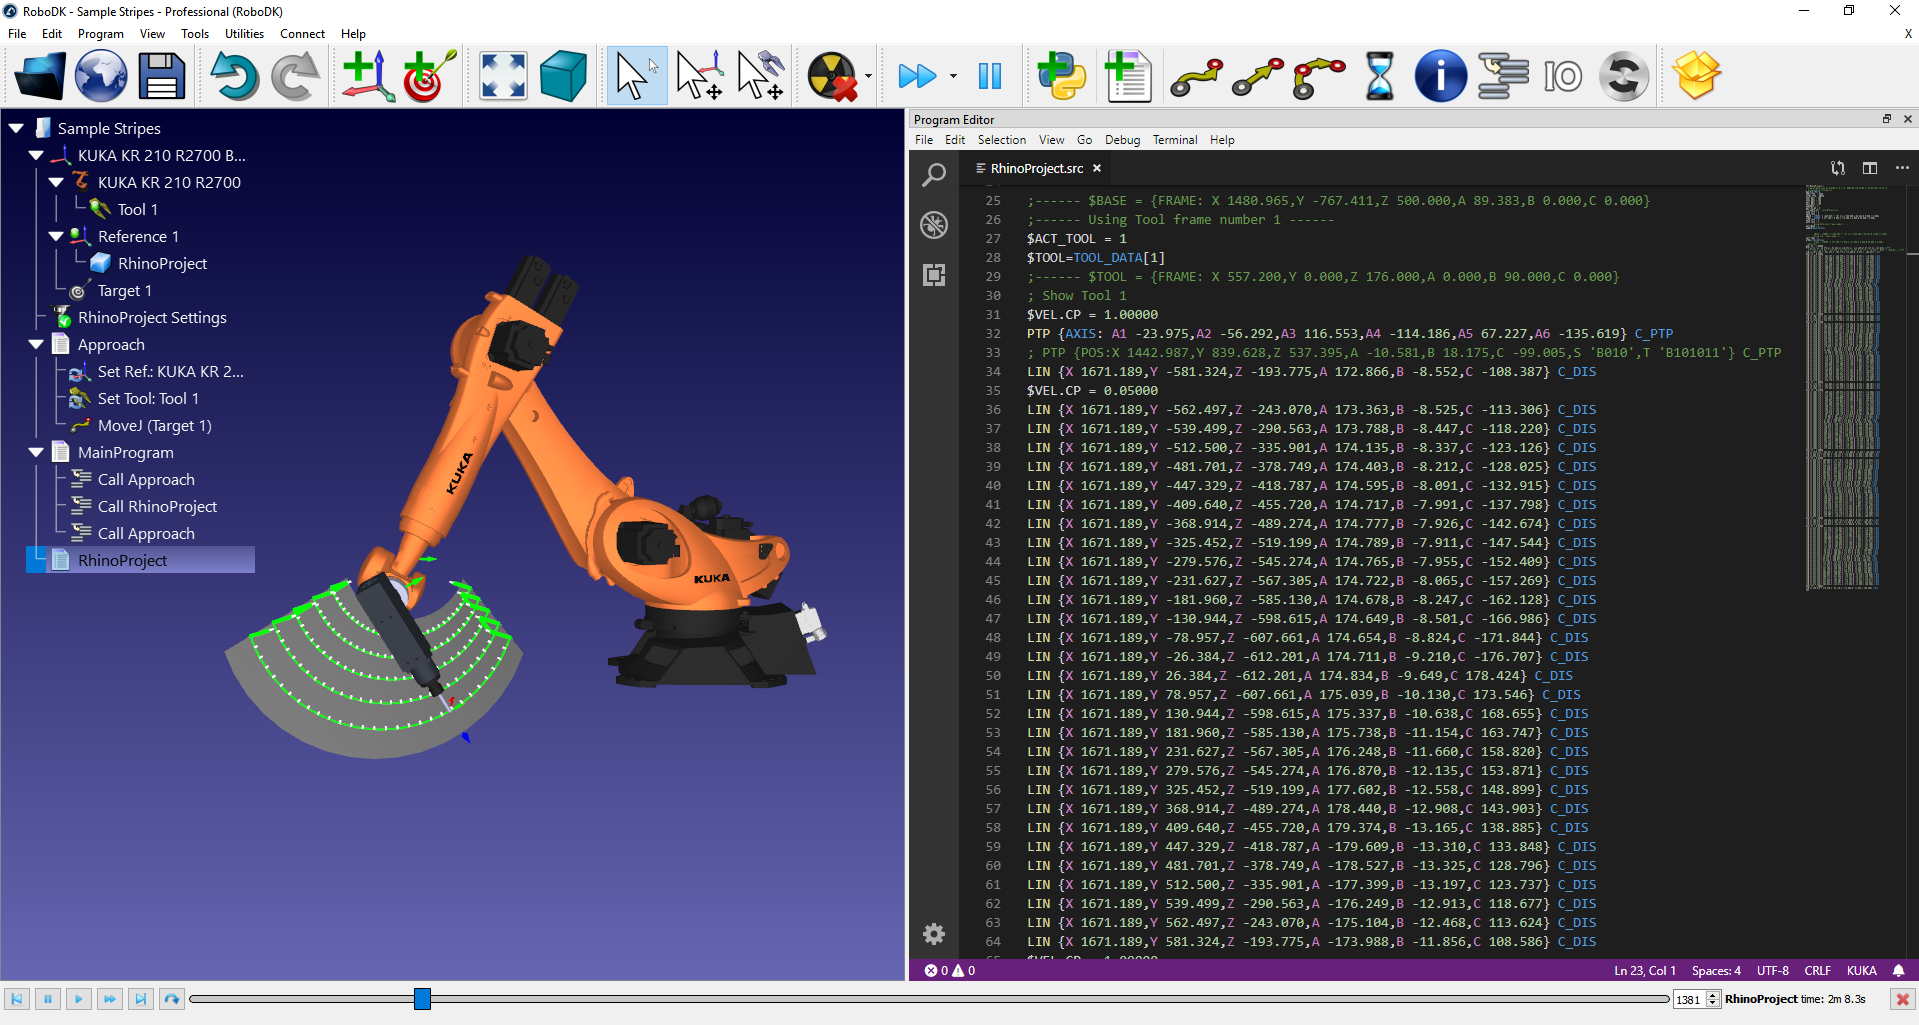 RoboDK - Sample Stripes - Professional (RoboDK)
File Edit Program View Tools Utilities Connect Help X
IO
Sample Stripes
KUKA KR 210 R2700 B...
KUKA KR 210 R2700
Tool 1
Reference 1
RhinoProject
Target 1
RhinoProject Settings
Approach
Set Ref.: KUKA KR 2...
Set Tool: Tool 1
MoveJ (Target 1)
MainProgram
Call Approach
Call RhinoProject
Call Approach
RhinoProject
KUKA
KUKA
Program Editor
File Edit Selection View Go Debug Terminal Help
RhinoProject.src
25 ;------ $BASE = {FRAME: X 1480.965,Y -767.411,Z 500.000,A 89.383,B 0.000,C 0.000}
26 ;------ Using Tool frame number 1 ------
27 $ACT_TOOL = 1
28 $TOOL=TOOL_DATA[1]
29 ;------ $TOOL = {FRAME: X 557.200,Y 0.000,Z 176.000,A 0.000,B 90.000,C 0.000}
30 ; Show Tool 1
31 $VEL.CP = 1.00000
32 PTP {AXIS: A1 -23.975,A2 -56.292,A3 116.553,A4 -114.186,A5 67.227,A6 -135.619} C_PTP
33 ; PTP {POS:X 1442.987,Y 839.628,Z 537.395,A -10.581,B 18.175,C -99.005,S 'B010',T 'B101011'} C_PTP
34 LIN {X 1671.189,Y -581.324,Z -193.775,A 172.866,B -8.552,C -108.387} C_DIS
35 $VEL.CP = 0.05000
36 LIN {X 1671.189,Y -562.497,Z -243.070,A 173.363,B -8.525,C -113.306} C_DIS
37 LIN {X 1671.189,Y -539.499,Z -290.563,A 173.788,B -8.447,C -118.220} C_DIS
38 LIN {X 1671.189,Y -512.500,Z -335.901,A 174.135,B -8.337,C -123.126} C_DIS
39 LIN {X 1671.189,Y -481.701,Z -378.749,A 174.403,B -8.212,C -128.025} C_DIS
40 LIN {X 1671.189,Y -447.329,Z -418.787,A 174.595,B -8.091,C -132.915} C_DIS
41 LIN {X 1671.189,Y -409.640,Z -455.720,A 174.717,B -7.991,C -137.798} C_DIS
42 LIN {X 1671.189,Y -368.914,Z -489.274,A 174.777,B -7.926,C -142.674} C_DIS
43 LIN {X 1671.189,Y -325.452,Z -519.199,A 174.789,B -7.911,C -147.544} C_DIS
44 LIN {X 1671.189,Y -279.576,Z -545.274,A 174.765,B -7.955,C -152.409} C_DIS
45 LIN {X 1671.189,Y -231.627,Z -567.305,A 174.722,B -8.065,C -157.269} C_DIS
46 LIN {X 1671.189,Y -181.960,Z -585.130,A 174.678,B -8.247,C -162.128} C_DIS
47 LIN {X 1671.189,Y -130.944,Z -598.615,A 174.649,B -8.501,C -166.986} C_DIS
48 LIN {X 1671.189,Y -78.957,Z -607.661,A 174.654,B -8.824,C -171.844} C_DIS
49 LIN {X 1671.189,Y -26.384,Z -612.201,A 174.711,B -9.210,C -176.707} C_DIS
50 LIN {X 1671.189,Y 26.384,Z -612.201,A 174.834,B -9.649,C 178.424} C_DIS
51 LIN {X 1671.189,Y 78.957,Z -607.661,A 175.039,B -10.130,C 173.546} C_DIS
52 LIN {X 1671.189,Y 130.944,Z -598.615,A 175.337,B -10.638,C 168.655} C_DIS
53 LIN {X 1671.189,Y 181.960,Z -585.130,A 175.738,B -11.154,C 163.747} C_DIS
54 LIN {X 1671.189,Y 231.627,Z -567.305,A 176.248,B -11.660,C 158.820} C_DIS
55 LIN {X 1671.189,Y 279.576,Z -545.274,A 176.870,B -12.135,C 153.871} C_DIS
56 LIN {X 1671.189,Y 325.452,Z -519.199,A 177.602,B -12.558,C 148.899} C_DIS
57 LIN {X 1671.189,Y 368.914,Z -489.274,A 178.440,B -12.908,C 143.903} C_DIS
58 LIN {X 1671.189,Y 409.640,Z -455.720,A 179.374,B -13.165,C 138.885} C_DIS
59 LIN {X 1671.189,Y 447.329,Z -418.787,A -179.609,B -13.310,C 133.848} C_DIS
60 LIN {X 1671.189,Y 481.701,Z -378.749,A -178.527,B -13.325,C 128.796} C_DIS
61 LIN {X 1671.189,Y 512.500,Z -335.901,A -177.399,B -13.197,C 123.737} C_DIS
62 LIN {X 1671.189,Y 539.499,Z -290.563,A -176.249,B -12.913,C 118.677} C_DIS
63 LIN {X 1671.189,Y 562.497,Z -243.070,A -175.104,B -12.468,C 113.624} C_DIS
64 LIN {X 1671.189,Y 581.324,Z -193.775,A -173.988,B -11.856,C 108.586} C_DIS
0 0 Ln 23, Col 1 Spaces: 4 UTF-8 CRLF KUKA
1381 RhinoProject time: 2m 8.3s